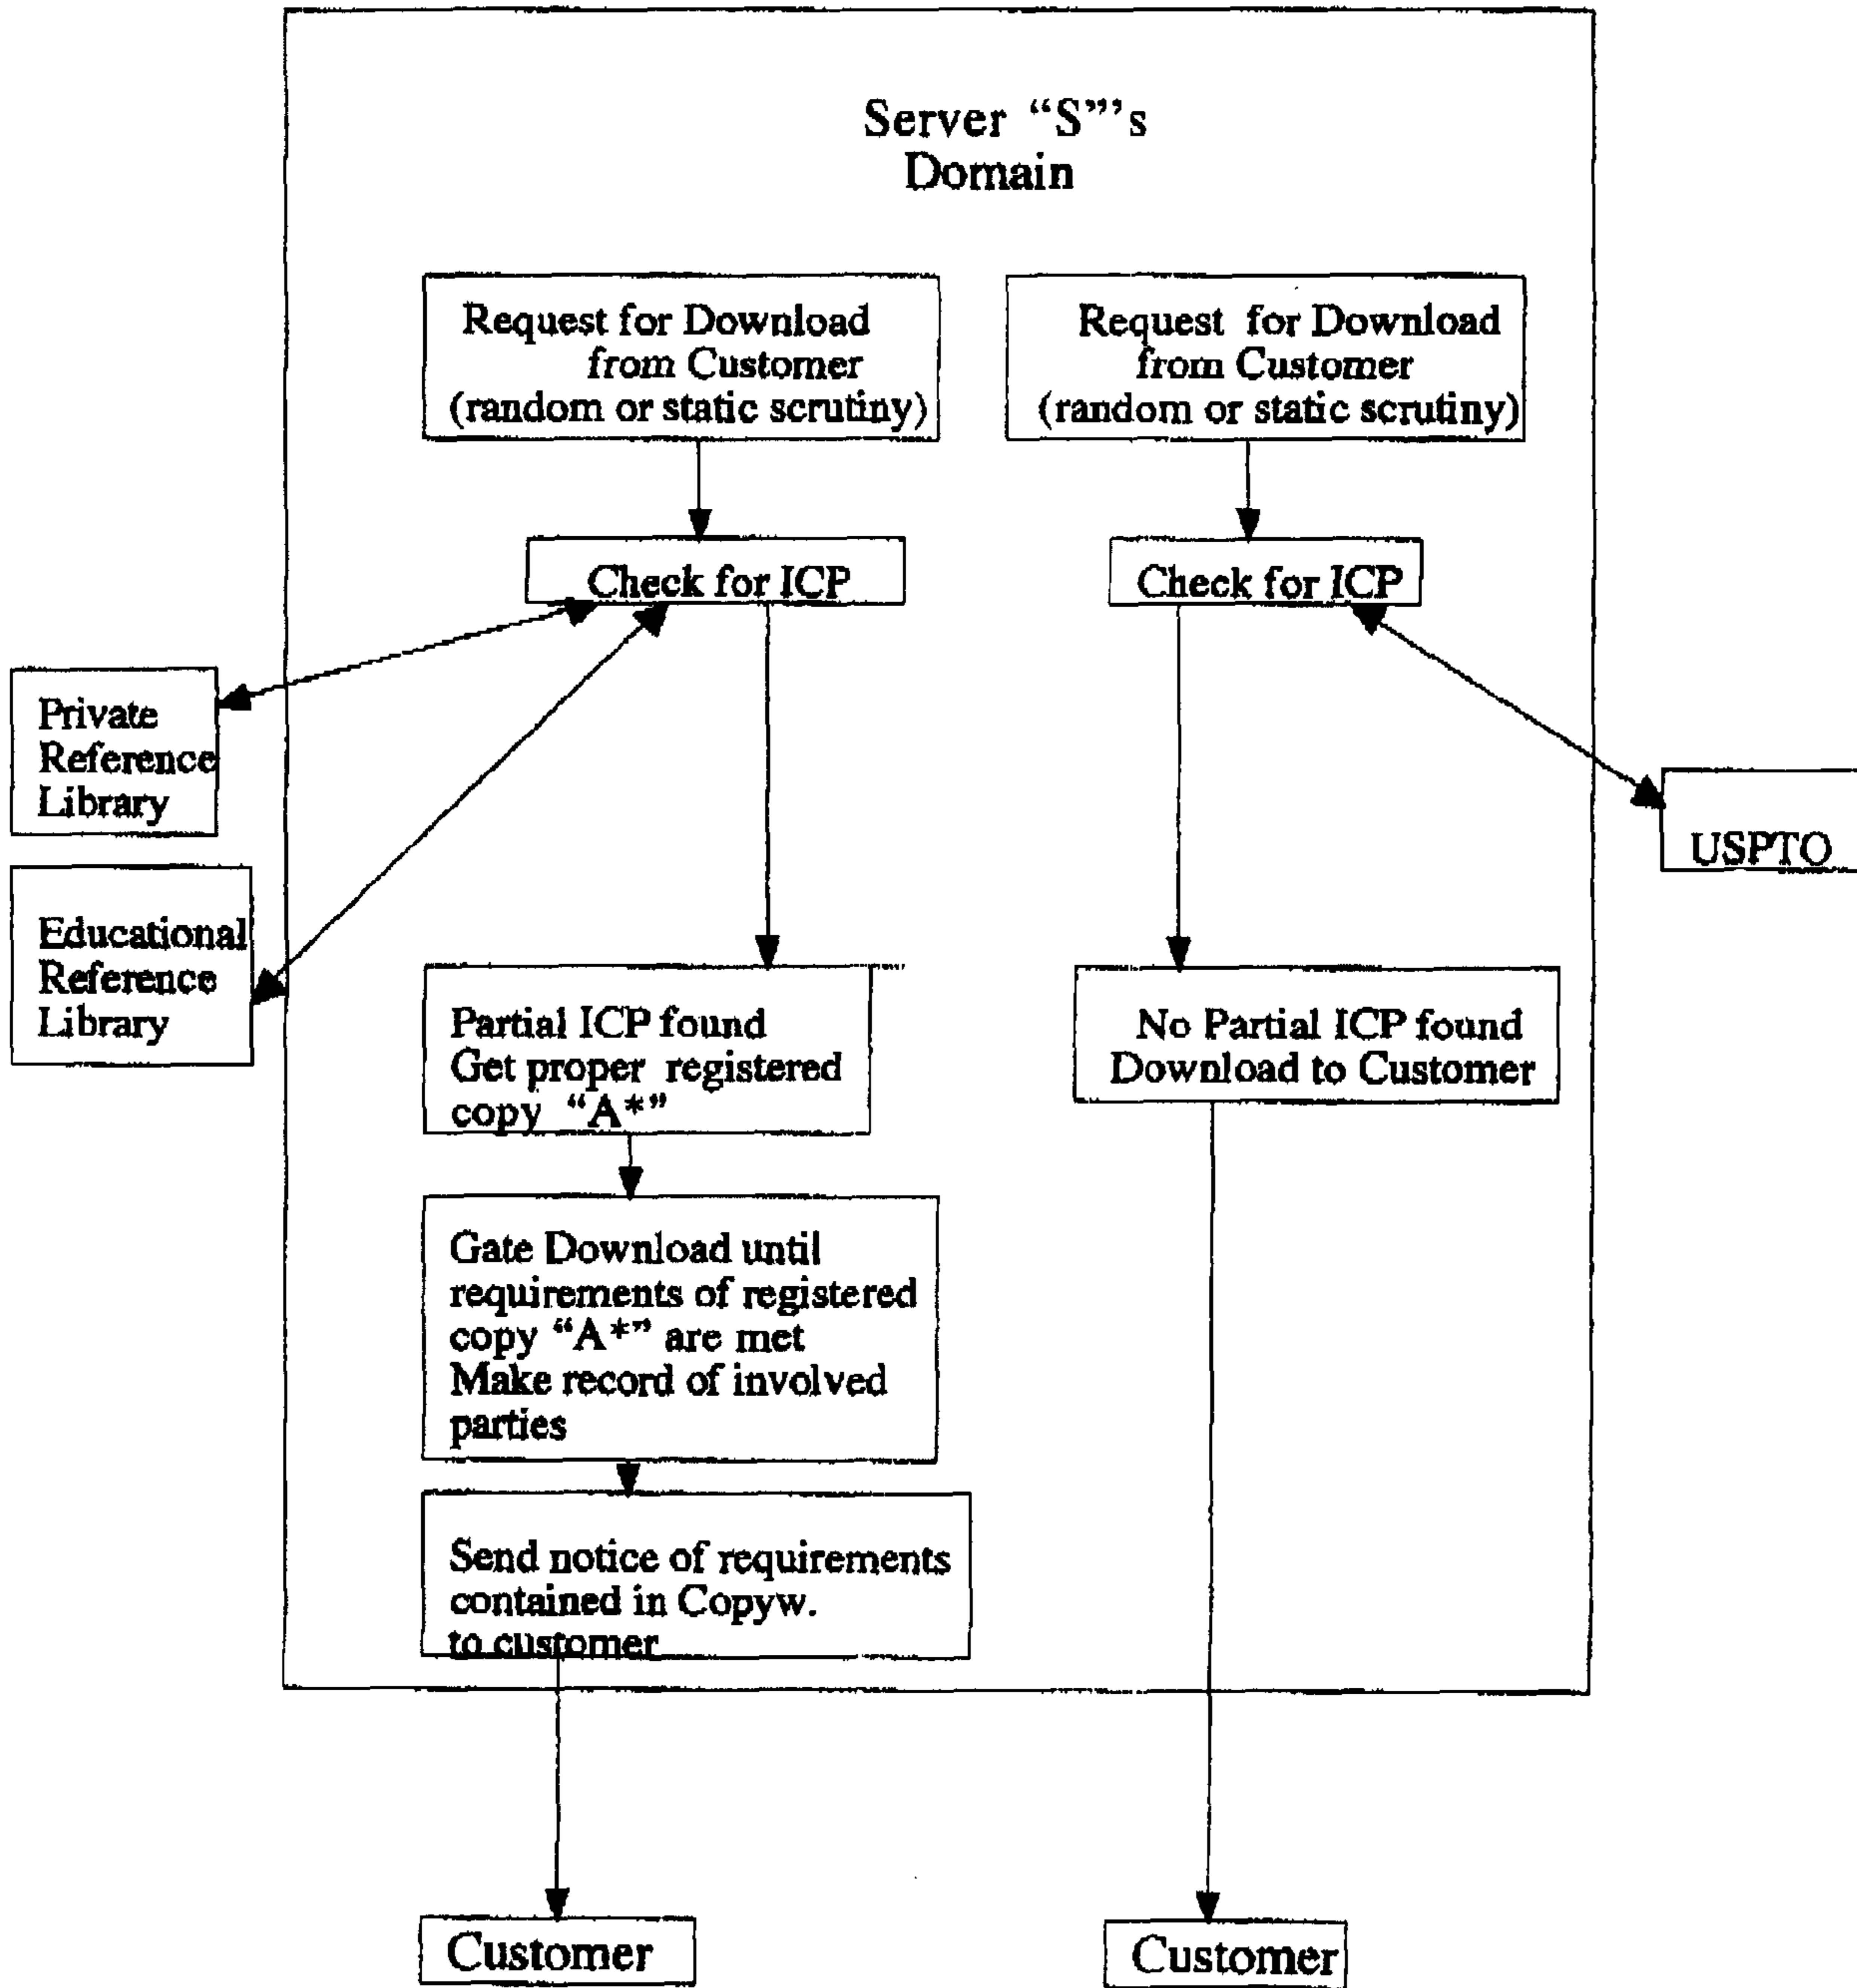 Server “S”’s
Domain
Request for Download
from Customer
(random or static scrutiny)
Request for Download
from Customer
(random or static scrutiny)
Check for ICP
Check for ICP
Private
Reference
Library
USPTO
Educational
Reference
Library
Partial ICP found
Get proper registered
copy “A*”
No Partial ICP found
Download to Customer
Gate Download until
requirements of registered
copy “A*” are met
Make record of involved
parties
Send notice of requirements
contained in Copyw.
to customer
Customer
Customer